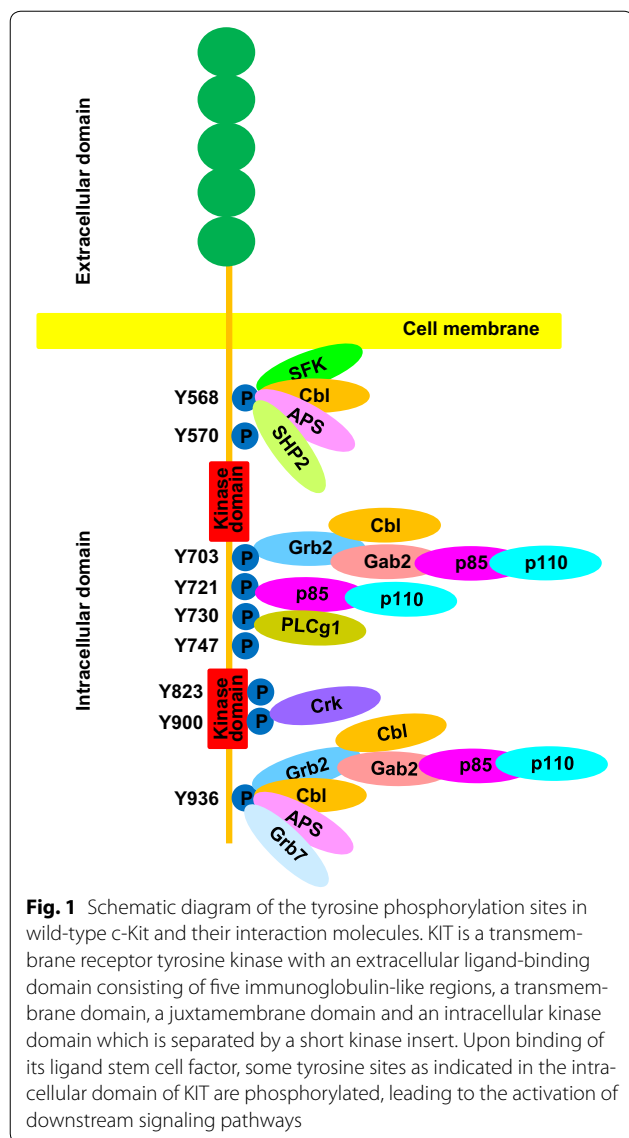 Extracellular domain
Cell membrane
SFK
Y568 P Cbl
APS
Y570 P SHP2
Kinase
domain
Cbl
Y703 P Grb2 Gab2 p85 p110
Y721 P p85 p110
Y730 P PLCg1
Y747 P
Intracellular domain
Y823 P
Kinase
domain
Y900 P Crk
Cbl
Grb2 Gab2 p85 p110
Y936 P Cbl
APS
Grb7
Fig. 1 Schematic diagram of the tyrosine phosphorylation sites in
wild-type c-Kit and their interaction molecules. KIT is a transmem-
brane receptor tyrosine kinase with an extracellular ligand-binding
domain consisting of five immunoglobulin-like regions, a transmem-
brane domain, a juxtamembrane domain and an intracellular kinase
domain which is separated by a short kinase insert. Upon binding of
its ligand stem cell factor, some tyrosine sites as indicated in the intra-
cellular domain of KIT are phosphorylated, leading to the activation of
downstream signaling pathways